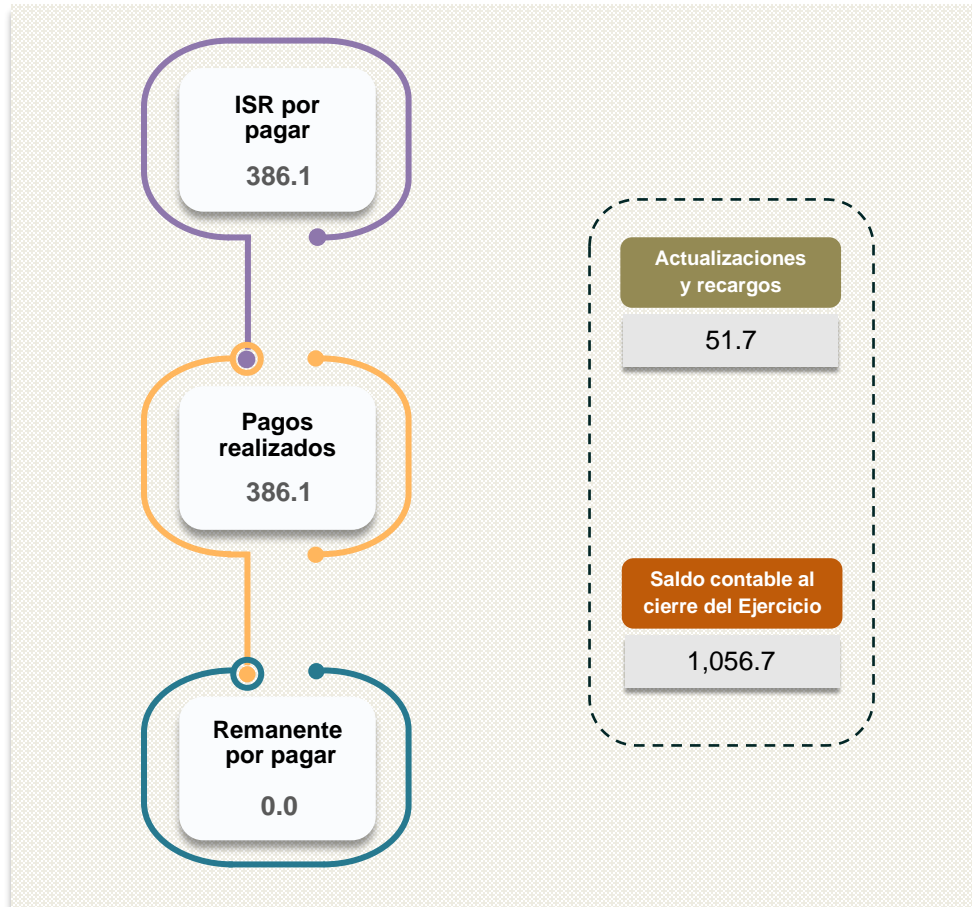 ISR por
pagar
386.1
Pagos
realizados
386.1
Remanente
por pagar
0.0
Actualizaciones
y recargos
51.7
Saldo contable al
cierre del Ejercicio
1,056.7